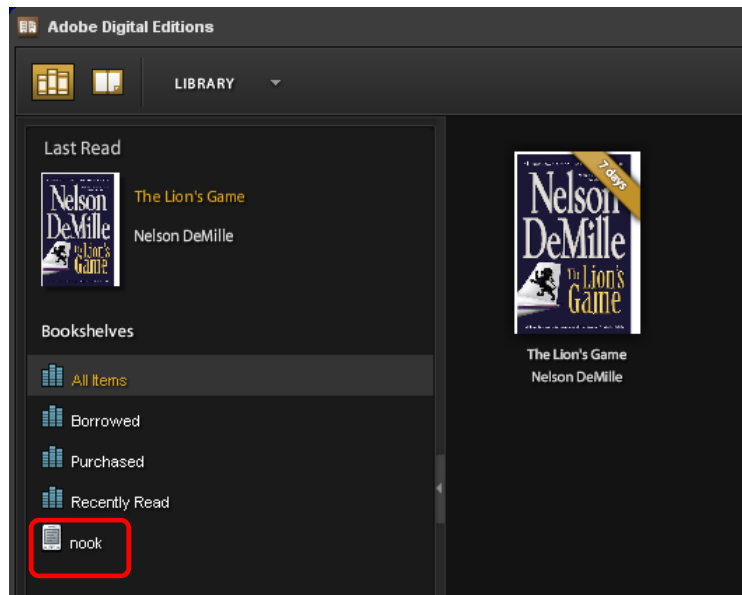 Adobe Digital Editions
LIBRARY
Last Read
Nelson
DeMille
The Lion's
Game
The Lion's Game
Nelson DeMille
Bookshelves
All Items
Borrowed
Purchased
Recently Read
nook
7 days
Nelson
DeMille
The Lion's
Game
The Lion's Game
Nelson DeMille